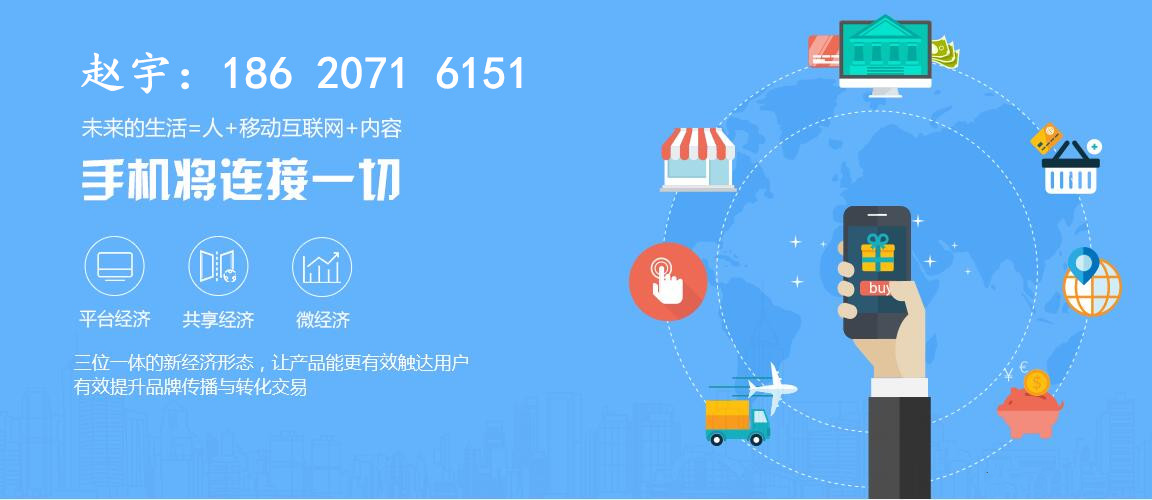 赵宇：186 2071 6151
未来的生活=人+移动互联网+内容
手机将连接一切
平台经济 共享经济 微经济
三位一体的新经济形态，让产品能更有效触达用户
有效提升品牌传播与转化交易
buy
¥ €
$